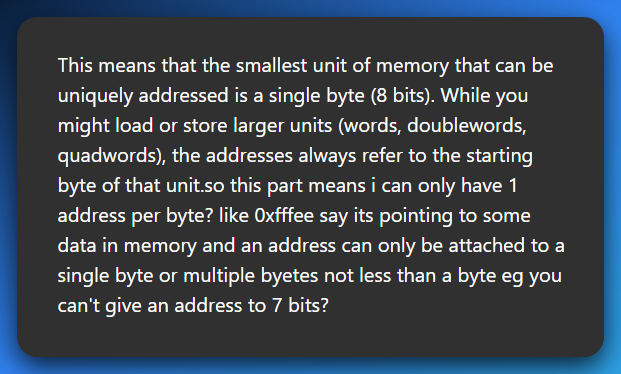 This means that the smallest unit of memory that can be
uniquely addressed is a single byte (8 bits). While you
might load or store larger units (words, doublewords,
quadwords), the addresses always refer to the starting
byte of that unit.so this part means i can only have 1
address per byte? like 0xfffee say its pointing to some
data in memory and an address can only be attached to a
single byte or multiple byetes not less than a byte eg you
can't give an address to 7 bits?